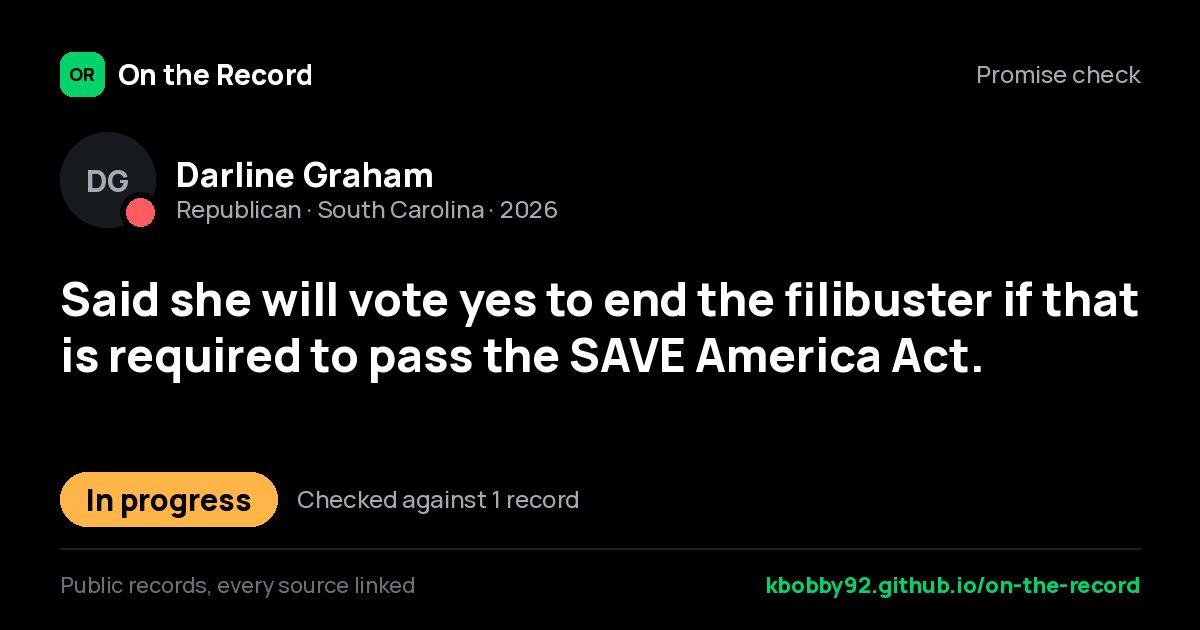 OR On the Record
Promise check
DG
Darline Graham
Republican · South Carolina · 2026
Said she will vote yes to end the filibuster if that
is required to pass the SAVE America Act.
In progress
Checked against 1 record
Public records, every source linked
kbobby92.github.io/on-the-record